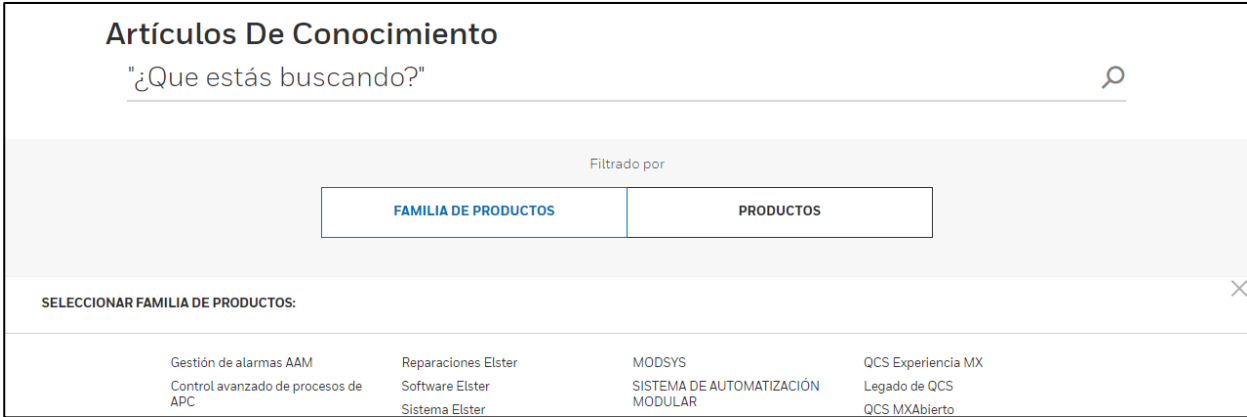 Artículos De Conocimiento
"¿Que estás buscando?"
Filtrado por
FAMILIA DE PRODUCTOS
PRODUCTOS
SELECCIONAR FAMILIA DE PRODUCTOS:
Gestión de alarmas AAM
Control avanzado de procesos de
APC
Reparaciones Elster
Software Elster
Sistema Elster
MODSYS
SISTEMA DE AUTOMATIZACIÓN
MODULAR
QCS Experiencia MX
Legado de QCS
QCS MXAbierto